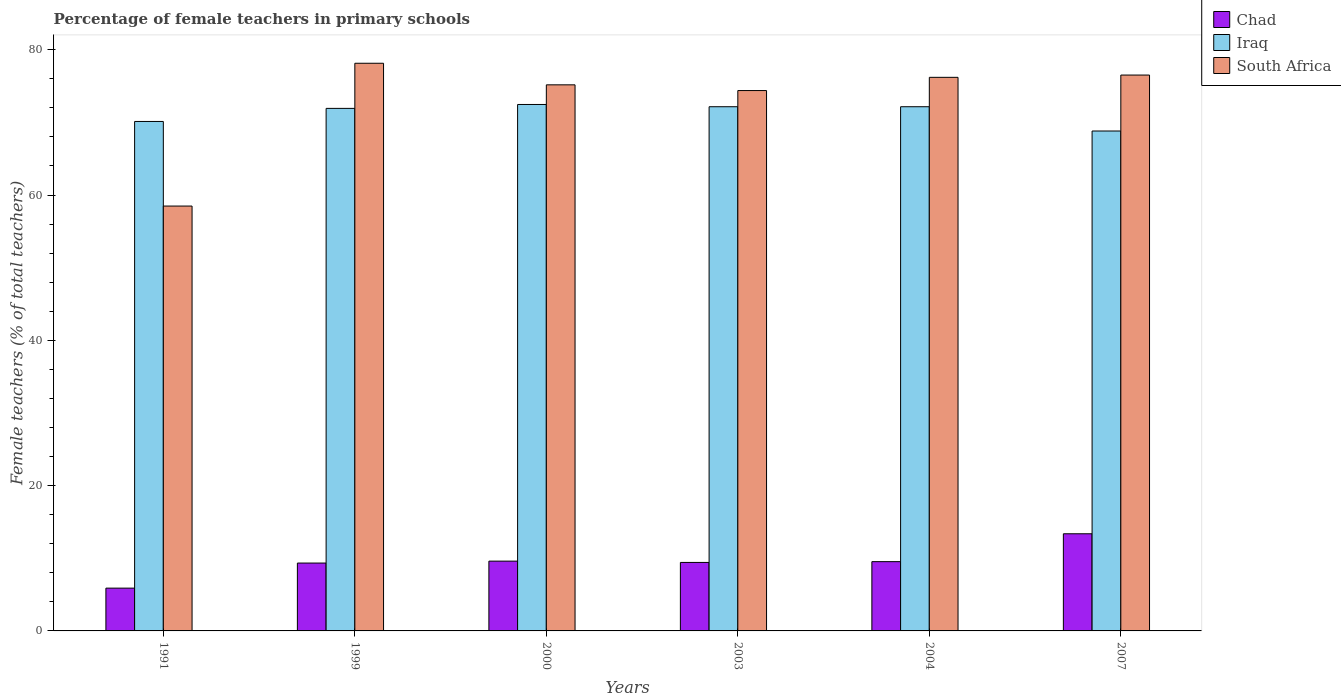 Percentage of female teachers in primary schools
Chad
Iraq
South Africa
Female teachers (% of total teachers)
80
60
40
20
0
1991
1999
2000
2003
2004
2007
Years